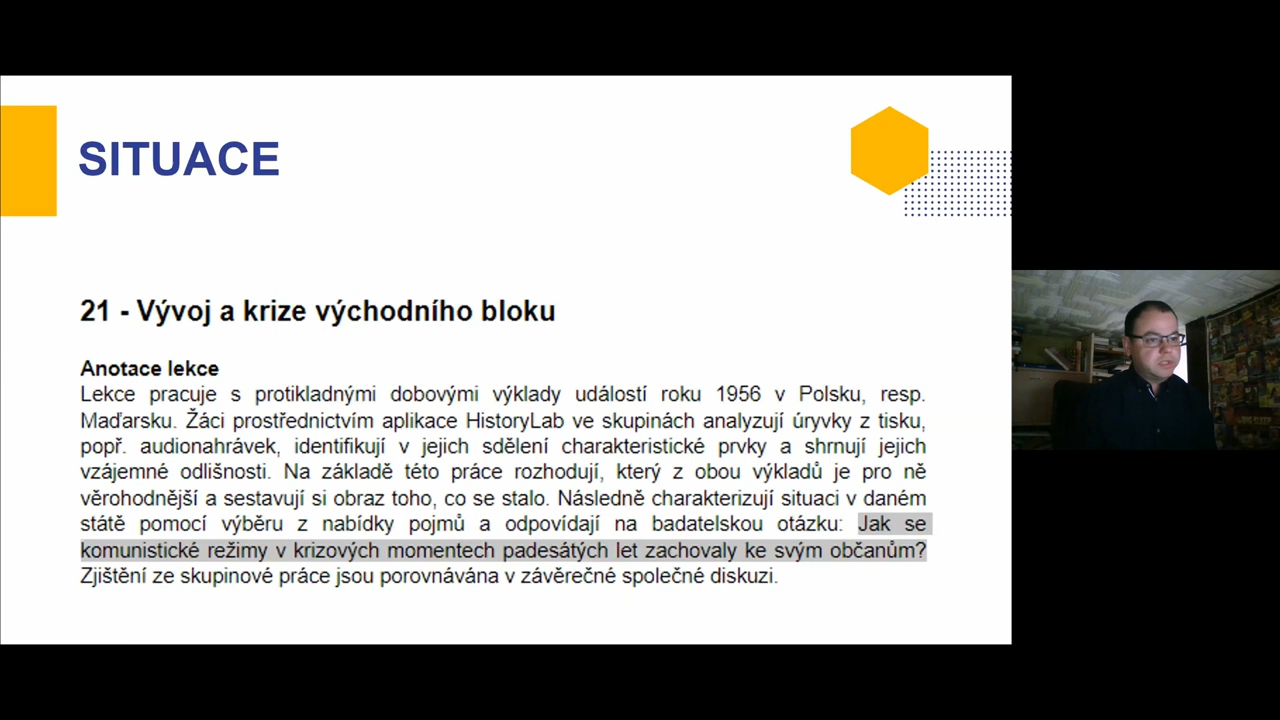 SITUACE
21 - Vývoj a krize východního bloku
Anotace lekce
Lekce pracuje s protikladnými dobovými výklady událostí roku 1956 v Polsku, resp.
Maďarsku. Žáci prostřednictvím aplikace HistoryLab ve skupinách analyzují úryvky z tisku,
popř. audionahrávek, identifikují v jejich sdělení charakteristické prvky a shrnují jejich
vzájemné odlišnosti. Na základě této práce rozhodují, který z obou výkladů je pro ně
věrohodnější a sestavují si obraz toho, co se stalo. Následně charakterizují situaci v daném
státě pomocí výběru z nabídky pojmů a odpovídají na badatelskou otázku: Jak se
komunistické režimy v krizových momentech padesátých let zachovaly ke svým občanům?
Zjištění ze skupinové práce jsou porovnávána v závěrečné společné diskuzi.